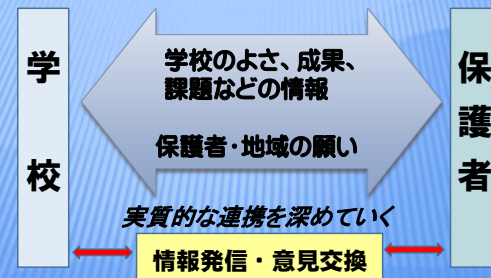 学校
学校のよさ、成果、
課題などの情報
保護者・地域の願い
保護者
実質的な連携を深めていく
情報発信・意見交換